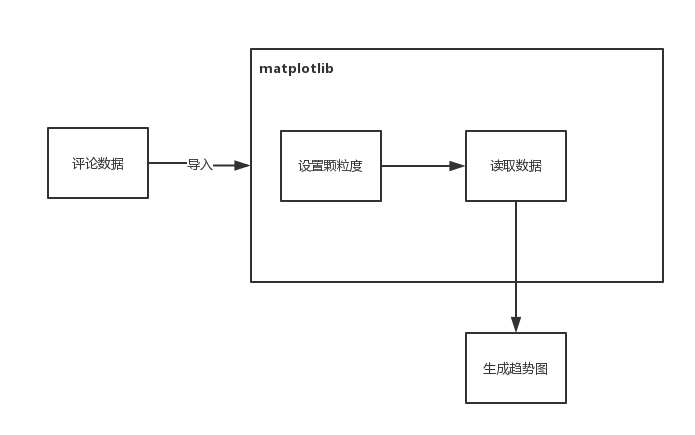 matplotlib
评论数据
导入
设置颗粒度
读取数据
生成趋势图